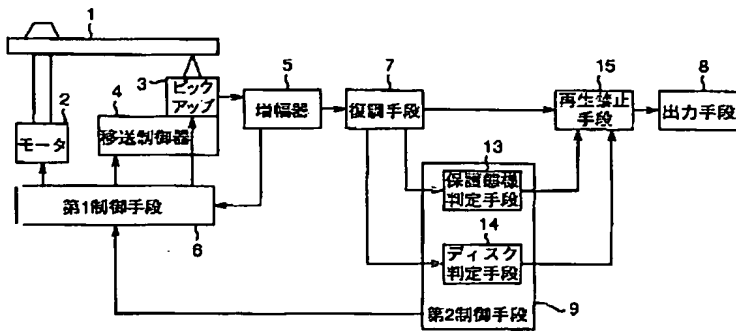 1
2
モータ
3
ピック
アップ
4
移送制御器
5
増幅器
第1制御手段
6
7
復調手段
13
保護態様
判定手段
14
ディスク
判定手段
第2制御手段
9
15
再生禁止
手段
8
出力手段